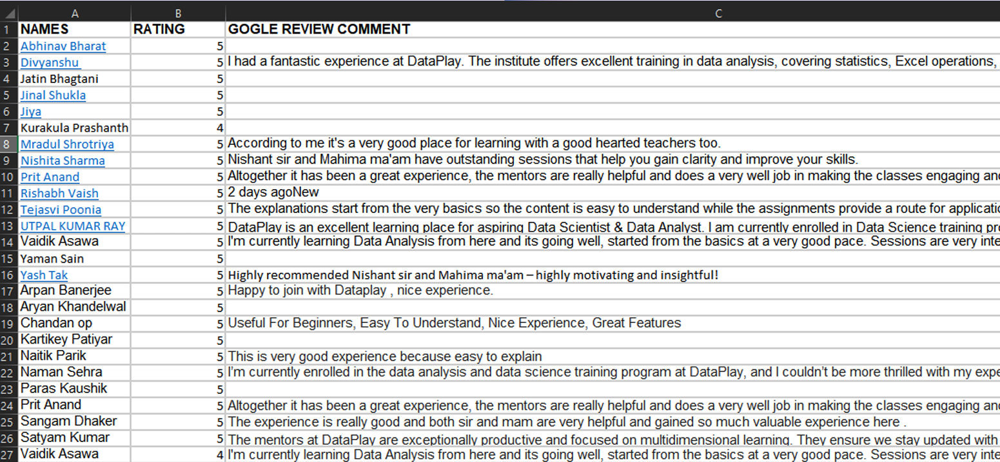 A B C
1 NAMES RATING GOGLE REVIEW COMMENT
2 Abhinav Bharat 5
3 Divyanshu 5 I had a fantastic experience at DataPlay. The institute offers excellent training in data analysis, covering statistics, Excel operations,
4 Jatin Bhagtani 5
5 Jinal Shukla 5
6 Jiya 5
7 Kurakula Prashanth 4
8 Mradul Shrotriya 5 According to me it's a very good place for learning with a good hearted teachers too.
9 Nishita Sharma 5 Nishant sir and Mahima ma'am have outstanding sessions that help you gain clarity and improve your skills.
10 Prit Anand 5 Altogether it has been a great experience, the mentors are really helpful and does a very well job in making the classes engaging
11 Rishabh Vaish 5 2 days agoNew
12 Tejasvi Poonia 5 The explanations start from the very basics so the content is easy to understand while the assignments provide a route for
13 UTPAL KUMAR RAY 5 DataPlay is an excellent learning place for aspiring Data Scientist & Data Analyst. I am currently enrolled in Data Science training
14 Vaidik Asawa 5 I'm currently learning Data Analysis from here and its going well, started from the basics at a very good pace. Sessions are very
15 Yaman Sain 5
16 Yash Tak 5 Highly recommended Nishant sir and Mahima ma'am – highly motivating and insightful!
17 Arpan Banerjee 5 Happy to join with Dataplay , nice experience.
18 Aryan Khandelwal 5
19 Chandan op 5 Useful For Beginners, Easy To Understand, Nice Experience, Great Features
20 Kartikey Patiyar 5
21 Naitik Parik 5 This is very good experience because easy to explain
22 Naman Sehra 5 I’m currently enrolled in the data analysis and data science training program at DataPlay, and I couldn’t be more thrilled with my
23 Paras Kaushik 5
24 Prit Anand 5 Altogether it has been a great experience, the mentors are really helpful and does a very well job in making the classes engaging
25 Sangam Dhaker 5 The experience is really good and both sir and mam are very helpful and gained so much valuable experience here .
26 Satyam Kumar 5 The mentors at DataPlay are exceptionally productive and focused on multidimensional learning. They ensure we stay updated with
27 Vaidik Asawa 4 I'm currently learning Data Analysis from here and its going well, started from the basics at a very good pace. Sessions are very